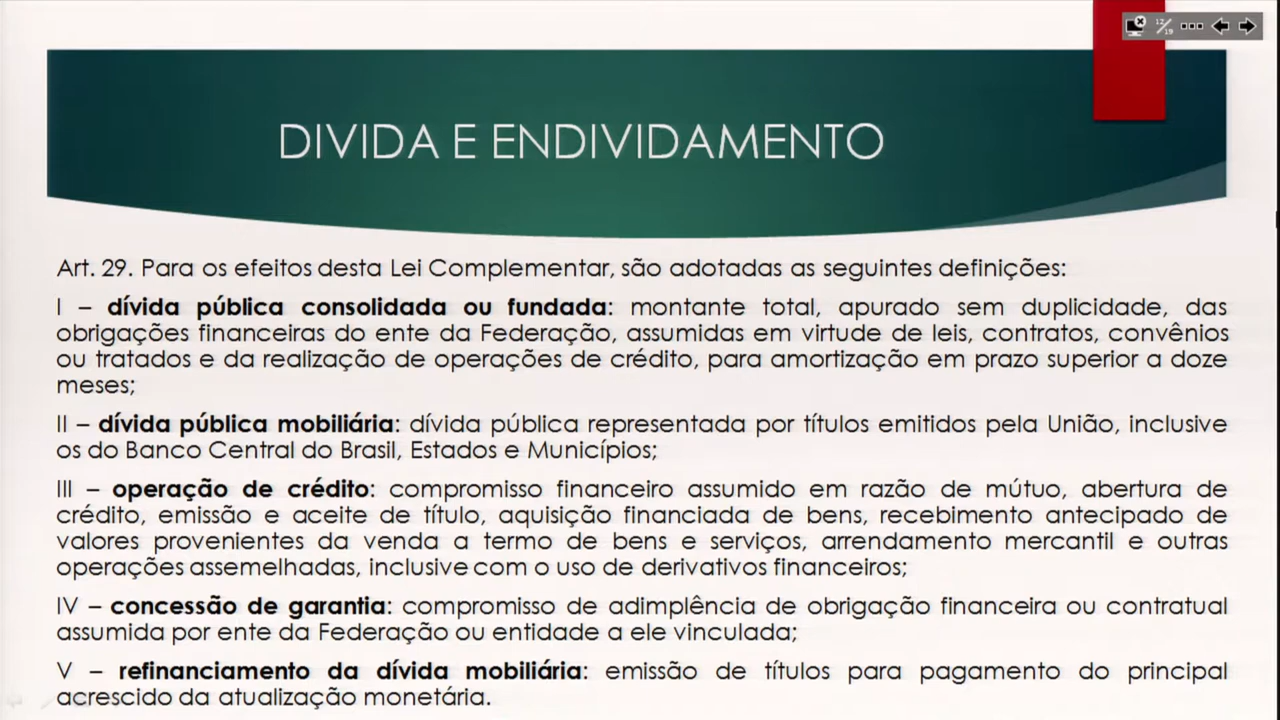 12/19
DIVIDA E ENDIVIDAMENTO
Art. 29. Para os efeitos desta Lei Complementar, são adotadas as seguintes definições:
I – dívida pública consolidada ou fundada: montante total, apurado sem duplicidade, das
obrigações financeiras do ente da Federação, assumidas em virtude de leis, contratos, convênios
ou tratados e da realização de operações de crédito, para amortização em prazo superior a doze
meses;
II – dívida pública mobiliária: dívida pública representada por títulos emitidos pela União, inclusive
os do Banco Central do Brasil, Estados e Municípios;
III – operação de crédito: compromisso financeiro assumido em razão de mútuo, abertura de
crédito, emissão e aceite de título, aquisição financiada de bens, recebimento antecipado de
valores provenientes da venda a termo de bens e serviços, arrendamento mercantil e outras
operações assemelhadas, inclusive com o uso de derivativos financeiros;
IV – concessão de garantia: compromisso de adimplência de obrigação financeira ou contratual
assumida por ente da Federação ou entidade a ele vinculada;
V – refinanciamento da dívida mobiliária: emissão de títulos para pagamento do principal
acrescido da atualização monetária.